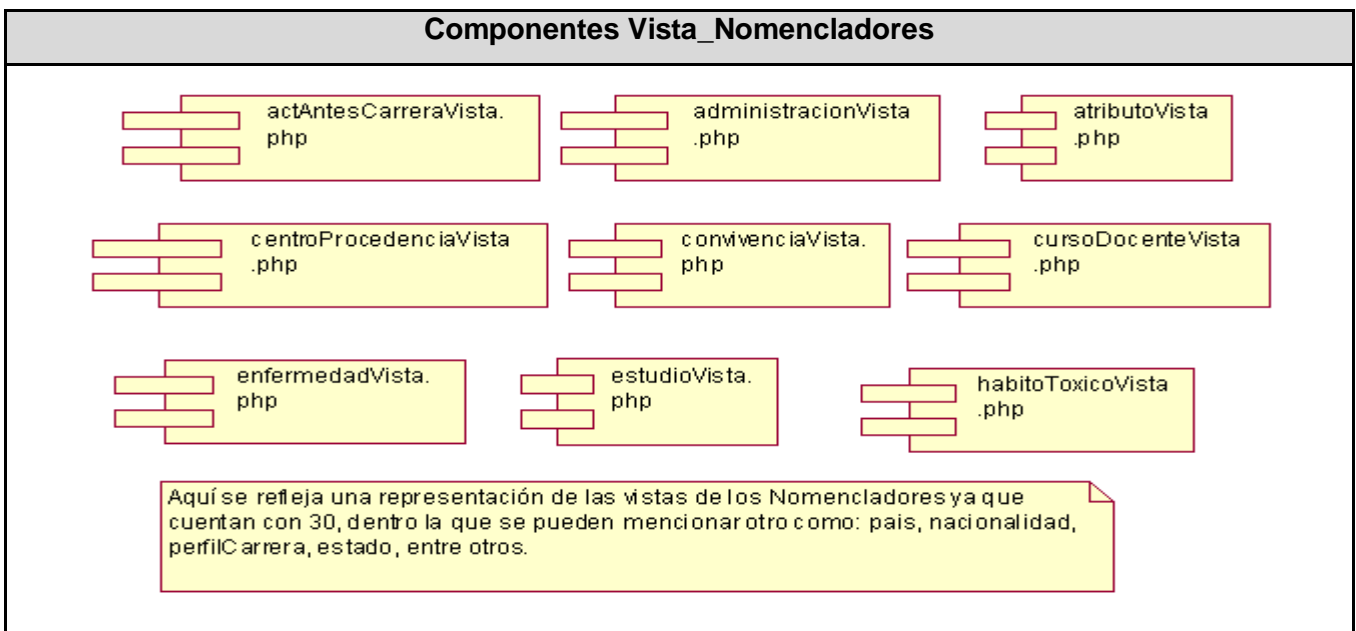 Componentes Vista_Nomencladores
actAntesCarreraVista.
php
administracionVista
.php
atributoVista
.php
centroProcedenciaVista
.php
convivenciaVista.
php
cursoDocenteVista
.php
enfermedadVista.
php
estudioVista.
php
habitoToxicoVista
.php
Aquí se refleja una representación de las vistas de los Nomencladores ya que
cuentan con 30, dentro la que se pueden mencionar otro como: pais, nacionalidad,
perfilCarrera, estado, entre otros.